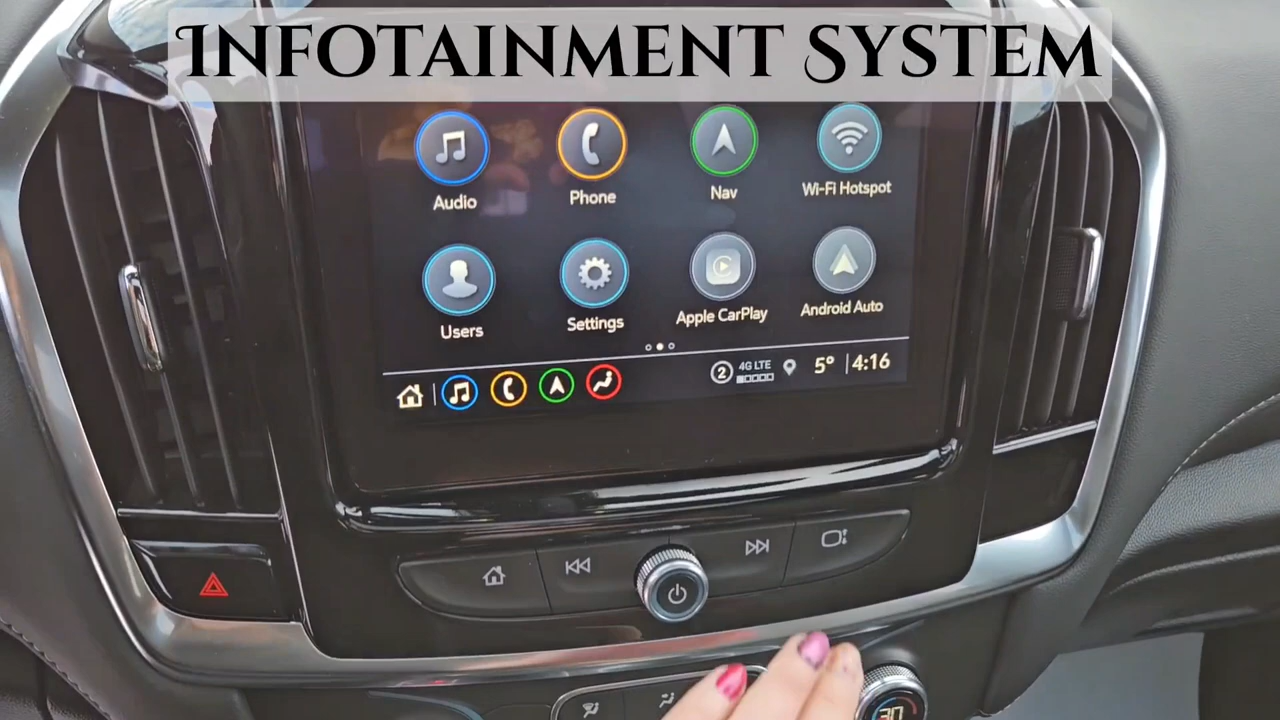 Infotainment System
Audio
Phone
Nav
Wi-Fi Hotspot
Users
Settings
Apple CarPlay
Android Auto
2
4G LTE
5°
4:16
30